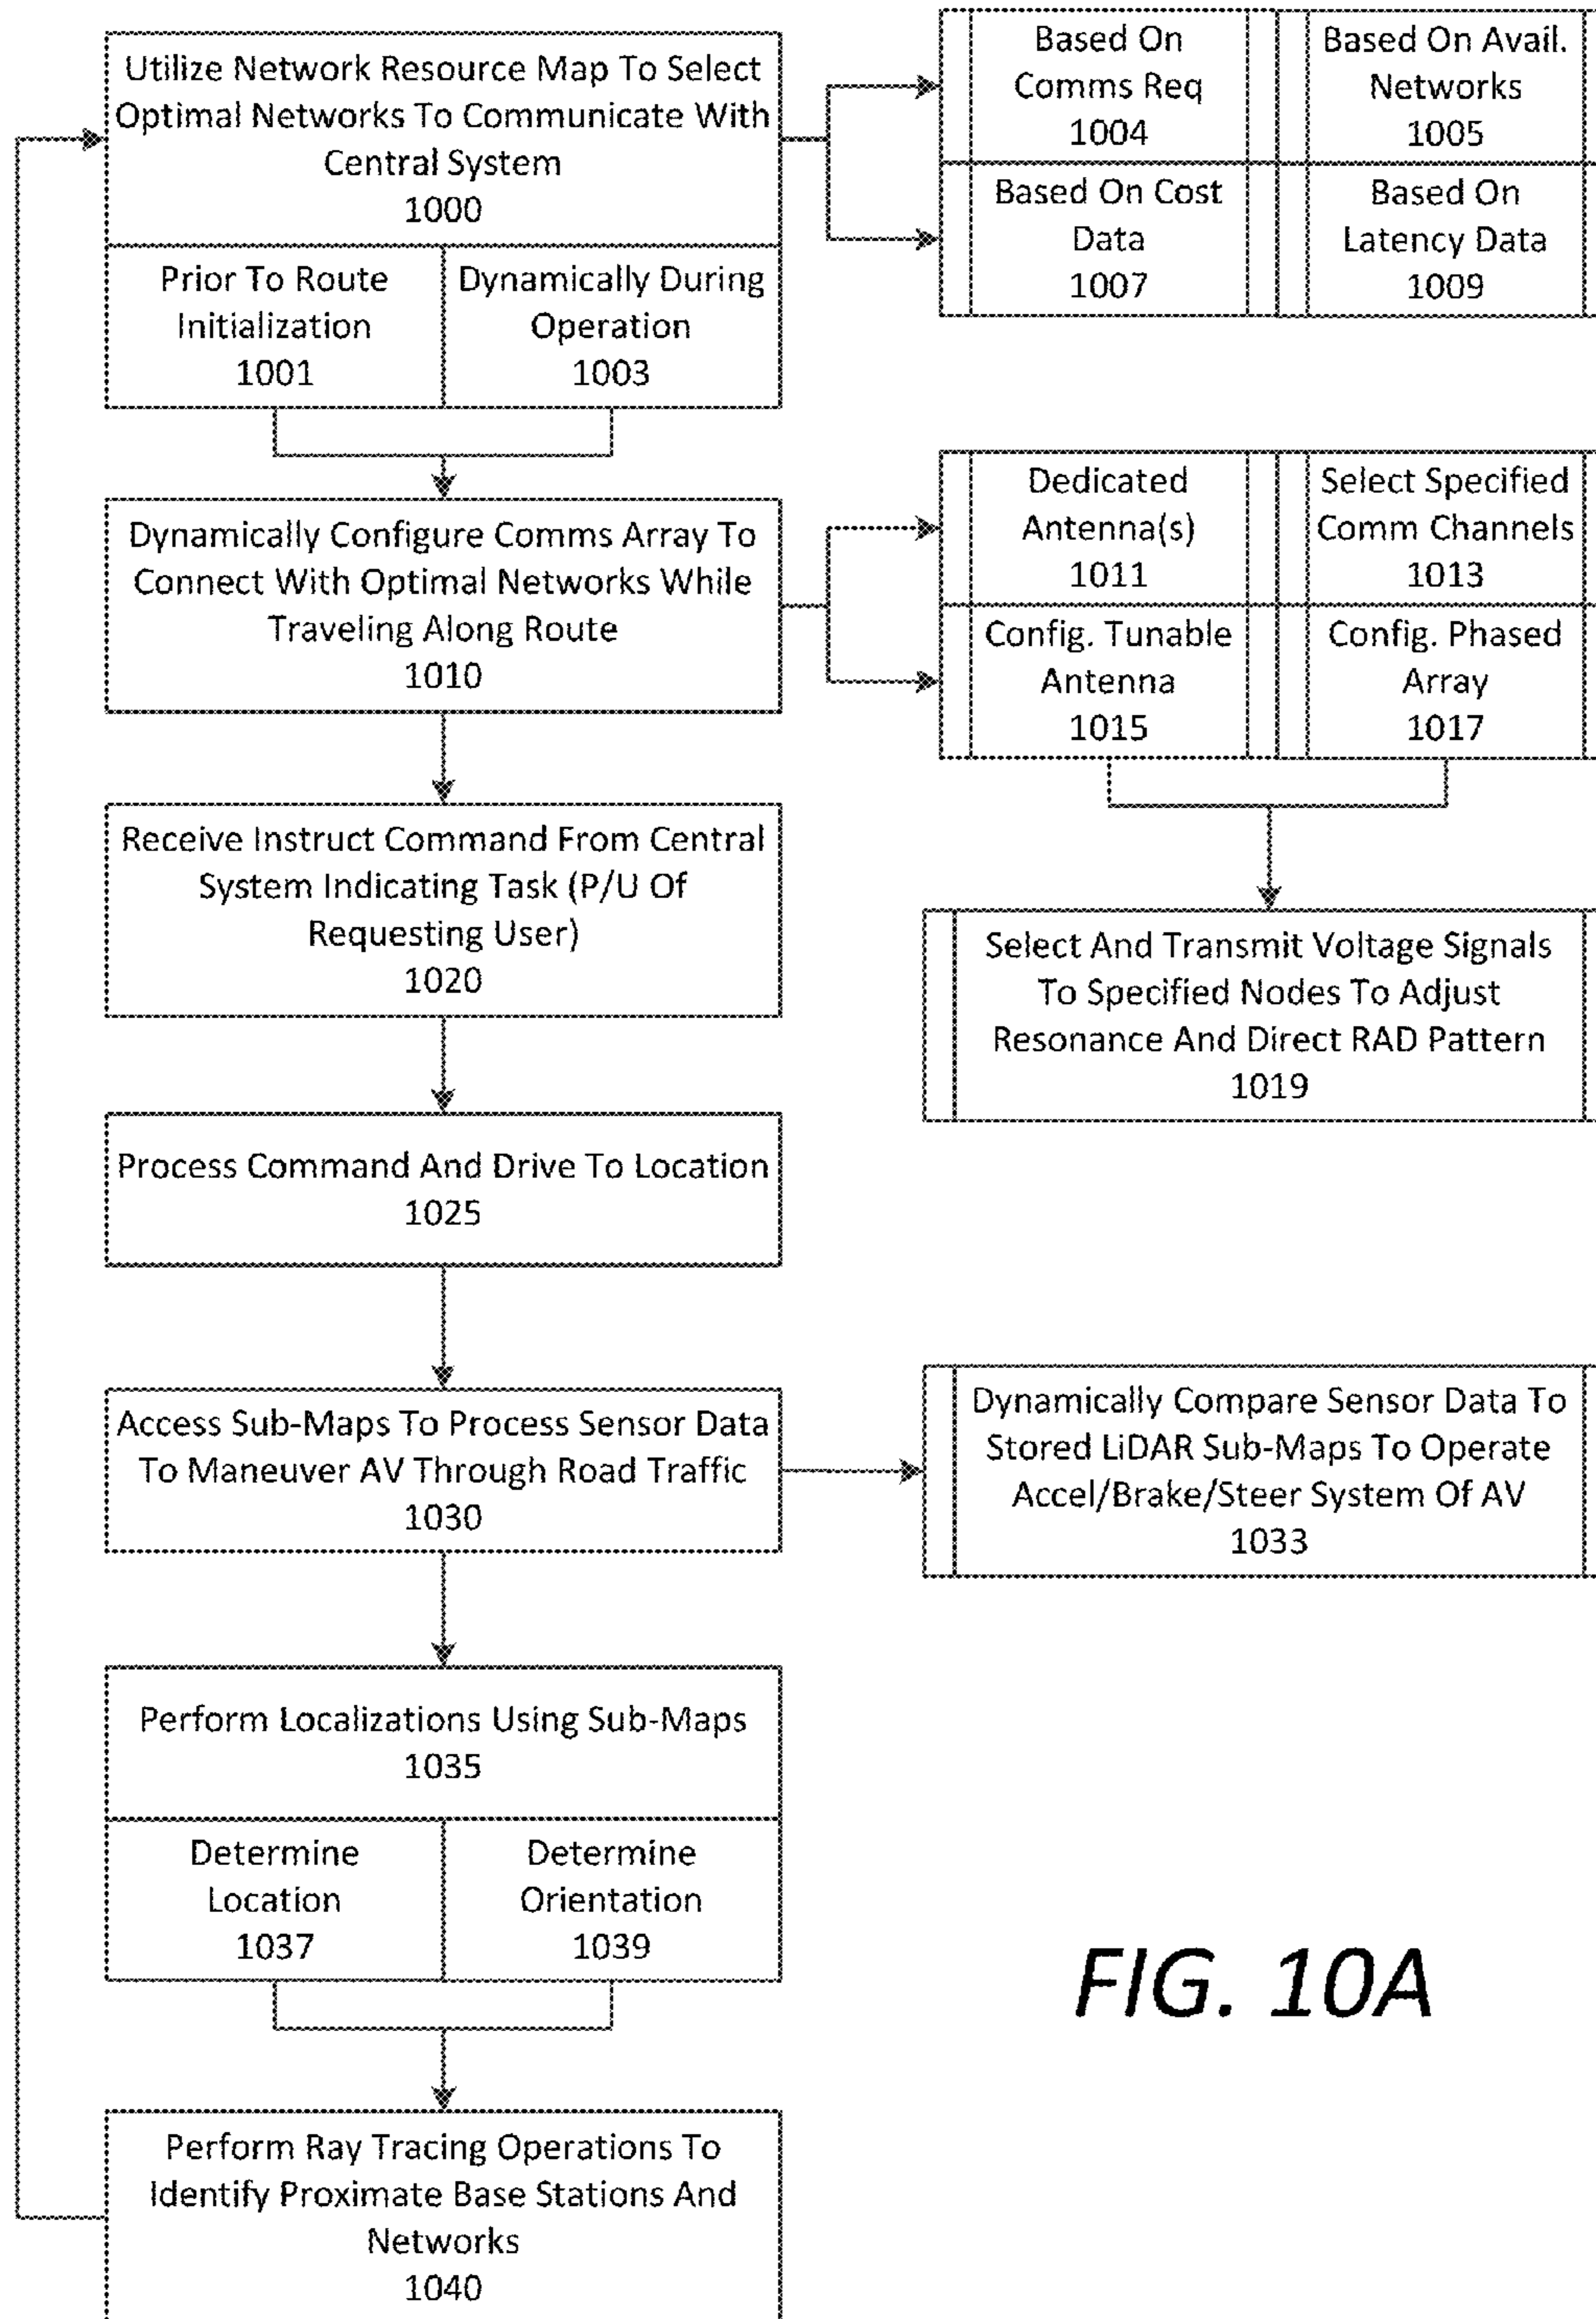 Utilize Network Resource Map To Select
Optimal Networks To Communicate With
Central System
1000
Prior To Route
Initialization
1001
Dynamically During
Operation
1003
Based On
Comms Req
1004
Based On Avail.
Networks
1005
Based On Cost
Data
1007
Based On
Latency Data
1009
Dynamically Configure Comms Array To
Connect With Optimal Networks While
Traveling Along Route
1010
Dedicated
Antenna(s)
1011
Select Specified
Comm Channels
1013
Config. Tunable
Antenna
1015
Config. Phased
Array
1017
Select And Transmit Voltage Signals
To Specified Nodes To Adjust
Resonance And Direct RAD Pattern
1019
Receive Instruct Command From Central
System Indicating Task (P/U Of
Requesting User)
1020
Process Command And Drive To Location
1025
Access Sub-Maps To Process Sensor Data
To Maneuver AV Through Road Traffic
1030
Dynamically Compare Sensor Data To
Stored LiDAR Sub-Maps To Operate
Accel/Brake/Steer System Of AV
1033
Perform Localizations Using Sub-Maps
1035
Determine
Location
1037
Determine
Orientation
1039
Perform Ray Tracing Operations To
Identify Proximate Base Stations And
Networks
1040
FIG. 10A